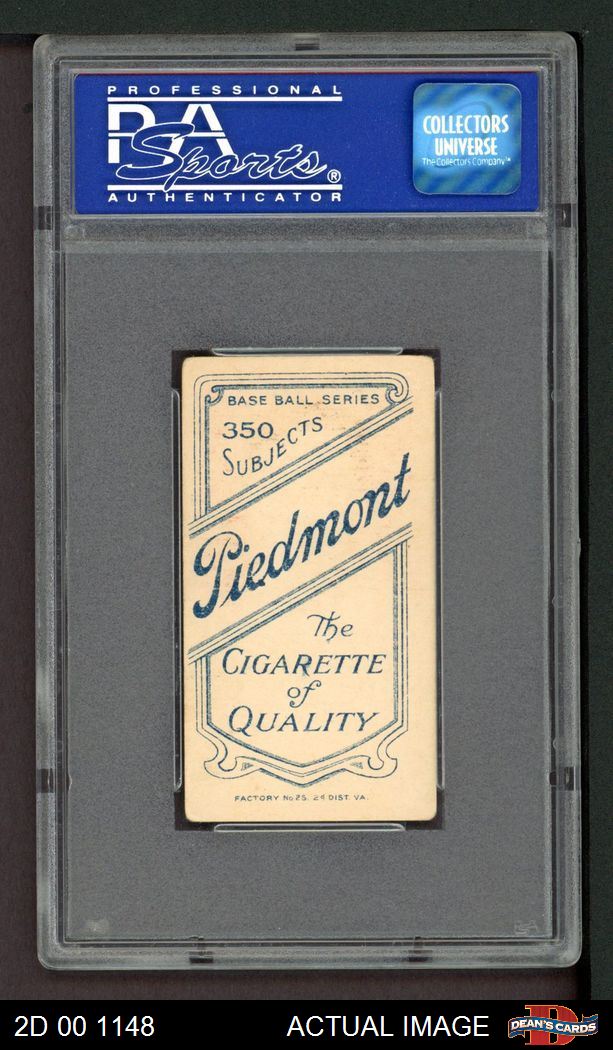 PROFESSIONAL
PSA
Sports®
AUTHENTICATOR
COLLECTORS
UNIVERSE
The Collectors Company™
BASE BALL SERIES
350
SUBJECTS
Piedmont
The
CIGARETTE
of
QUALITY
FACTORY No 25. 2d DIST. VA.
2D 00 1148
ACTUAL IMAGE
D
DEAN'S CARDS